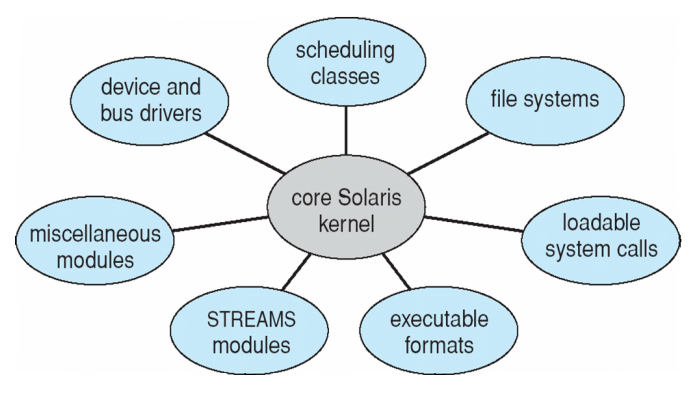 scheduling
classes
device and
bus drivers
file systems
core Solaris
kernel
miscellaneous
modules
loadable
system calls
STREAMS
modules
executable
formats